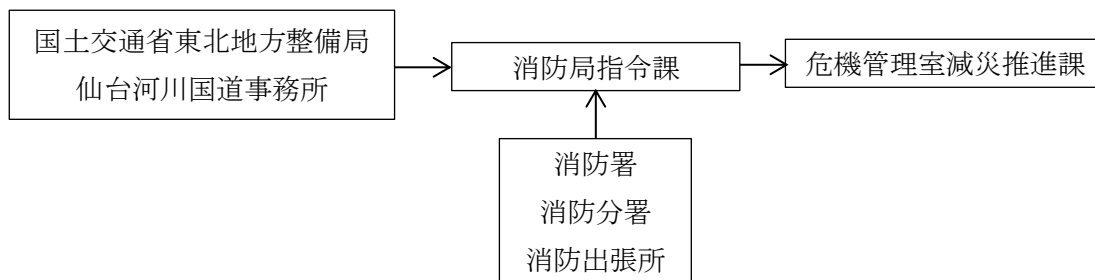 国土交通省東北地方整備局
仙台河川国道事務所
消防局指令課
危機管理室減災推進課
消防署
消防分署
消防出張所